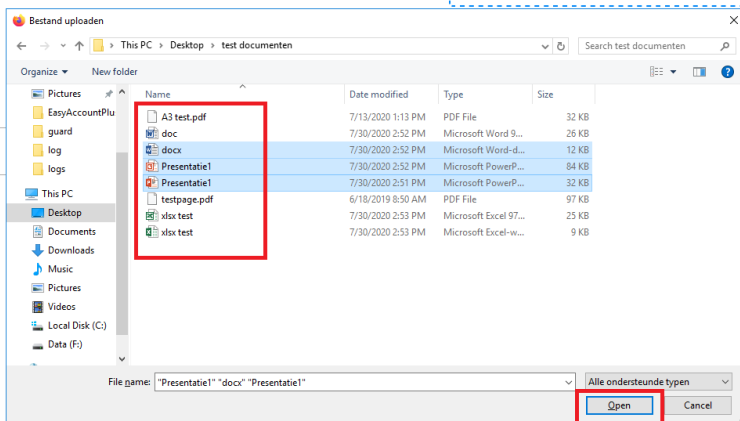 Bestand uploaden
This PC > Desktop > test documenten
Search test documenten
Organize New folder
Name Date modified Type Size
Pictures
EasyAccountPlu
guard
log
logs
This PC
Desktop
Documents
Downloads
Music
Pictures
Videos
Local Disk (C:)
Data (F:)
A3 test.pdf 7/13/2020 1:13 PM PDF File 32 KB
doc 7/30/2020 2:52 PM Microsoft Word 9... 26 KB
docx 7/30/2020 2:52 PM Microsoft Word-d... 12 KB
Presentatie1 7/30/2020 2:52 PM Microsoft PowerP... 84 KB
Presentatie1 7/30/2020 2:51 PM Microsoft PowerP... 32 KB
testpage.pdf 6/18/2019 8:50 AM PDF File 97 KB
xlsx test 7/30/2020 2:53 PM Microsoft Excel 97... 25 KB
xlsx test 7/30/2020 2:53 PM Microsoft Excel-w... 9 KB
File name: "Presentatie1" "docx" "Presentatie1" Alle ondersteunde typen
Open Cancel